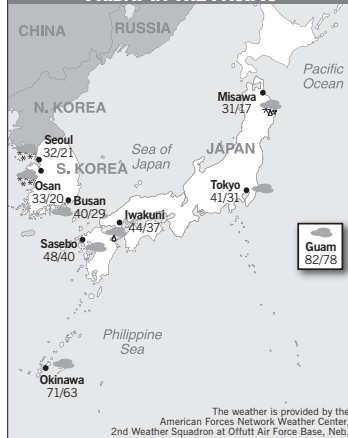 CHINA
RUSSIA
Pacific
Ocean
Misawa
31/17
N. KOREA
Seoul
32/21
Sea of
Japan
JAPAN
S. KOREA
Osan
33/20
Busan
40/29
Tokyo
41/31
Iwakuni
44/37
Sasebo
48/40
Guam
82/78
Philippine
Sea
Okinawa
71/63
The weather is provided by the
American Forces Network Weather Center,
2nd Weather Squadron at Offutt Air Force Base, Neb.